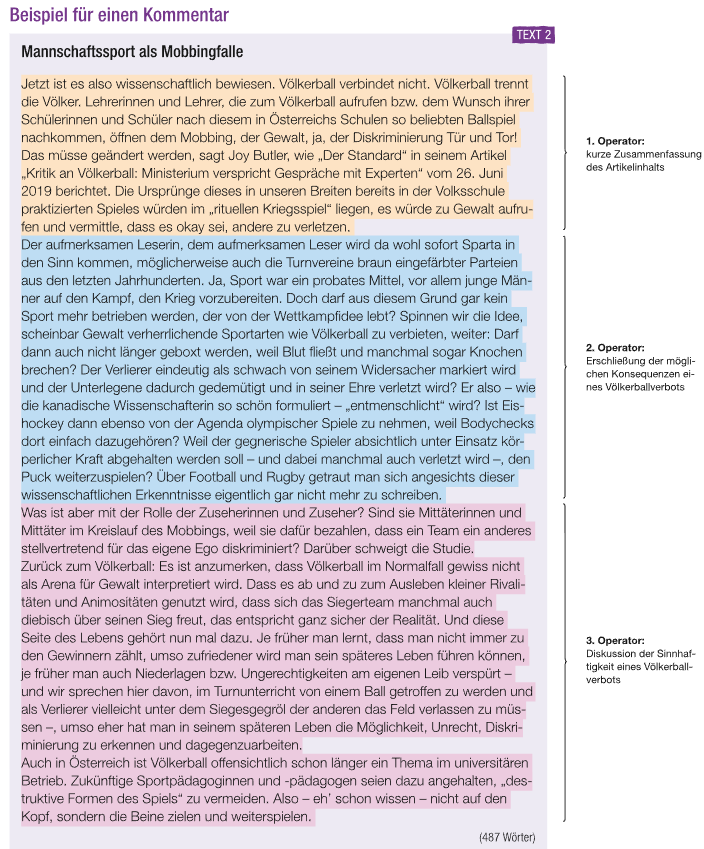 Beispiel für einen Kommentar
TEXT 2
Mannschaftssport als Mobbingfalle
Jetzt ist es also wissenschaftlich bewiesen. Völkerball verbindet nicht. Völkerball trennt
die Völker. Lehrerinnen und Lehrer, die zum Völkerball aufrufen bzw. dem Wunsch ihrer
Schülerinnen und Schüler nach diesem in Österreichs Schulen so beliebten Ballspiel
nachkommen, öffnen dem Mobbing, der Gewalt, ja, der Diskriminierung Tür und Tor!
Das müsse geändert werden, sagt Joy Butler, wie „Der Standard“ in seinem Artikel
„Kritik an Völkerball: Ministerium verspricht Gespräche mit Experten“ vom 26. Juni
2019 berichtet. Die Ursprünge dieses in unseren Breiten bereits in der Volksschule
praktizierten Spieles würden im „rituellen Kriegsspiel“ liegen, es würde zu Gewalt aufru-
fen und vermittle, dass es okay sei, andere zu verletzen.
1. Operator:
kurze Zusammenfassung
des Artikelinhalts
Der aufmerksamen Leserin, dem aufmerksamen Leser wird da wohl sofort Sparta in
den Sinn kommen, möglicherweise auch die Turnvereine braun eingefärbter Parteien
aus den letzten Jahrhunderten. Ja, Sport war ein probates Mittel, vor allem junge Män-
ner auf den Kampf, den Krieg vorzubereiten. Doch darf aus diesem Grund gar kein
Sport mehr betrieben werden, der von der Wettkampfidee lebt? Spinnen wir die Idee,
scheinbar Gewalt verherrlichende Sportarten wie Völkerball zu verbieten, weiter: Darf
dann auch nicht länger geboxt werden, weil Blut fließt und manchmal sogar Knochen
brechen? Der Verlierer eindeutig als schwach von seinem Widersacher markiert wird
und der Unterlegene dadurch gedemütigt und in seiner Ehre verletzt wird? Er also – wie
die kanadische Wissenschafterin so schön formuliert – „entmenschlicht“ wird? Ist Eis-
hockey dann ebenso von der Agenda olympischer Spiele zu nehmen, weil Bodychecks
dort einfach dazugehören? Weil der gegnerische Spieler absichtlich unter Einsatz kör-
perlicher Kraft abgehalten werden soll – und dabei manchmal auch verletzt wird –, den
Puck weiterzuspielen? Über Football und Rugby getraut man sich angesichts dieser
wissenschaftlichen Erkenntnisse eigentlich gar nicht mehr zu schreiben.
2. Operator:
Erschließung der mögli-
chen Konsequenzen ei-
nes Völkerballverbots
Was ist aber mit der Rolle der Zuseherinnen und Zuseher? Sind sie Mittäterinnen und
Mittäter im Kreislauf des Mobbings, weil sie dafür bezahlen, dass ein Team ein anderes
stellvertretend für das eigene Ego diskriminiert? Darüber schweigt die Studie.
Zurück zum Völkerball: Es ist anzumerken, dass Völkerball im Normalfall gewiss nicht
als Arena für Gewalt interpretiert wird. Dass es ab und zu zum Ausleben kleiner Rivali-
täten und Animositäten genutzt wird, dass sich das Siegerteam manchmal auch
diebisch über seinen Sieg freut, das entspricht ganz sicher der Realität. Und diese
Seite des Lebens gehört nun mal dazu. Je früher man lernt, dass man nicht immer zu
den Gewinnern zählt, umso zufriedener wird man sein späteres Leben führen können,
je früher man auch Niederlagen bzw. Ungerechtigkeiten am eigenen Leib verspürt –
und wir sprechen hier davon, im Turnunterricht von einem Ball getroffen zu werden und
als Verlierer vielleicht unter dem Siegesgegröl der anderen das Feld verlassen zu müs-
sen –, umso eher hat man in seinem späteren Leben die Möglichkeit, Unrecht, Diskri-
minierung zu erkennen und dagegenzuarbeiten.
Auch in Österreich ist Völkerball offensichtlich schon länger ein Thema im universitären
Betrieb. Zukünftige Sportpädagoginnen und -pädagogen seien dazu angehalten, „des-
truktive Formen des Spiels“ zu vermeiden. Also – eh’ schon wissen – nicht auf den
Kopf, sondern die Beine zielen und weiterspielen.
3. Operator:
Diskussion der Sinnhaf-
tigkeit eines Völkerball-
verbots
(487 Wörter)